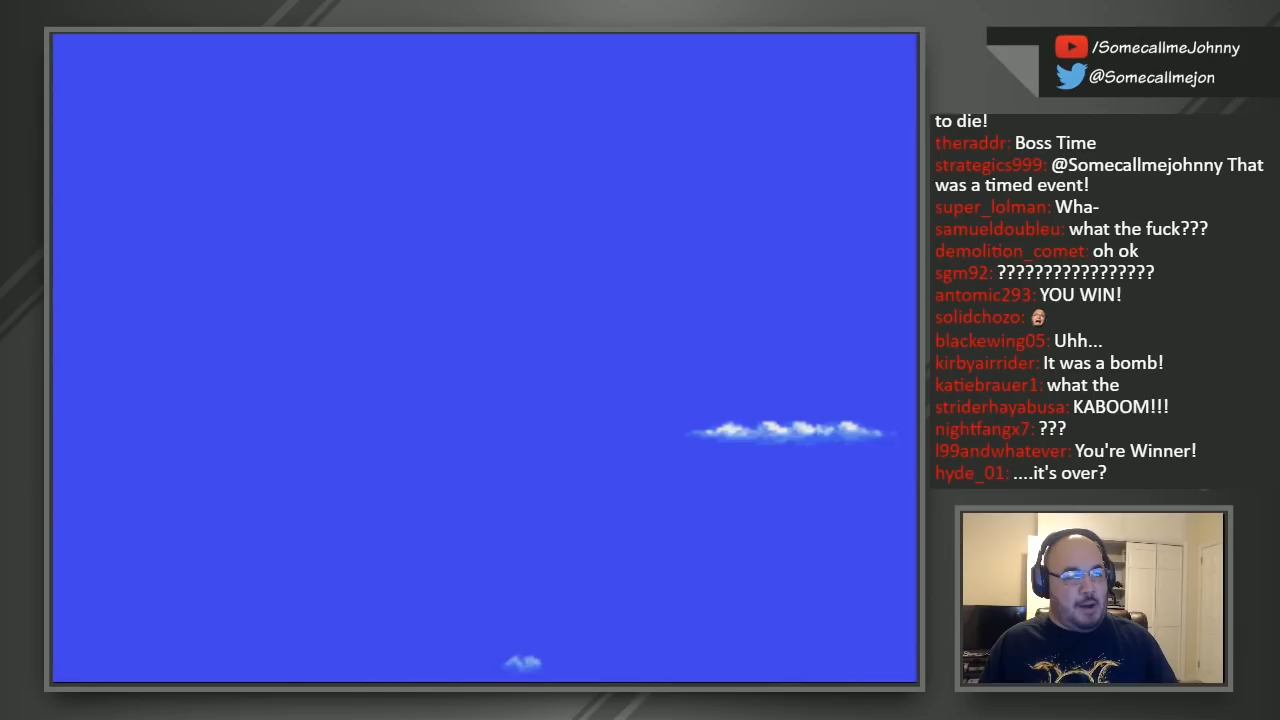 /SomecallmeJohnny
@Somecallmejon
to die!
theraddr: Boss Time
strategics999: @Somecallmejohnny That
was a timed event!
super_lolman: Wha-
samueldoubleu: what the fuck???
demolition_comet: oh ok
sgm92: ?????????????????
antomic293: YOU WIN!
solidchozo:
blackewing05: Uhh...
kirbyairrider: It was a bomb!
katiebrauer1: what the
striderhayabusa: KABOOM!!!
nightfangx7: ???
l99andwhatever: You're Winner!
hyde_01: ....it's over?